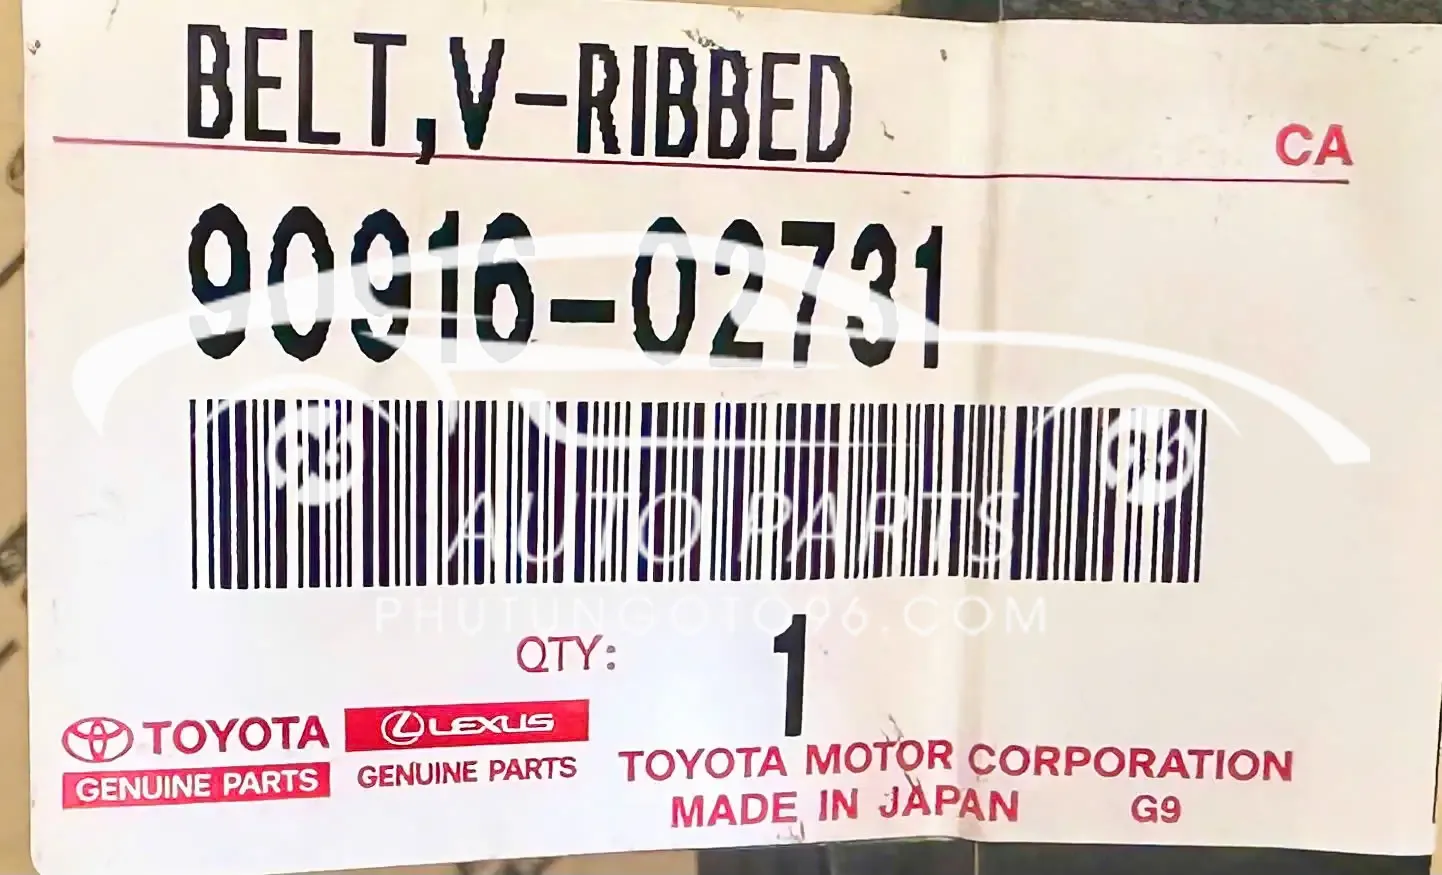 BELT,V-RIBBED
CA
90916-02731
AUTO PARTS
PHUTUNGOTO96.COM
QTY: 1
TOYOTA
GENUINE PARTS
LEXUS
GENUINE PARTS
TOYOTA MOTOR CORPORATION
MADE IN JAPAN G9